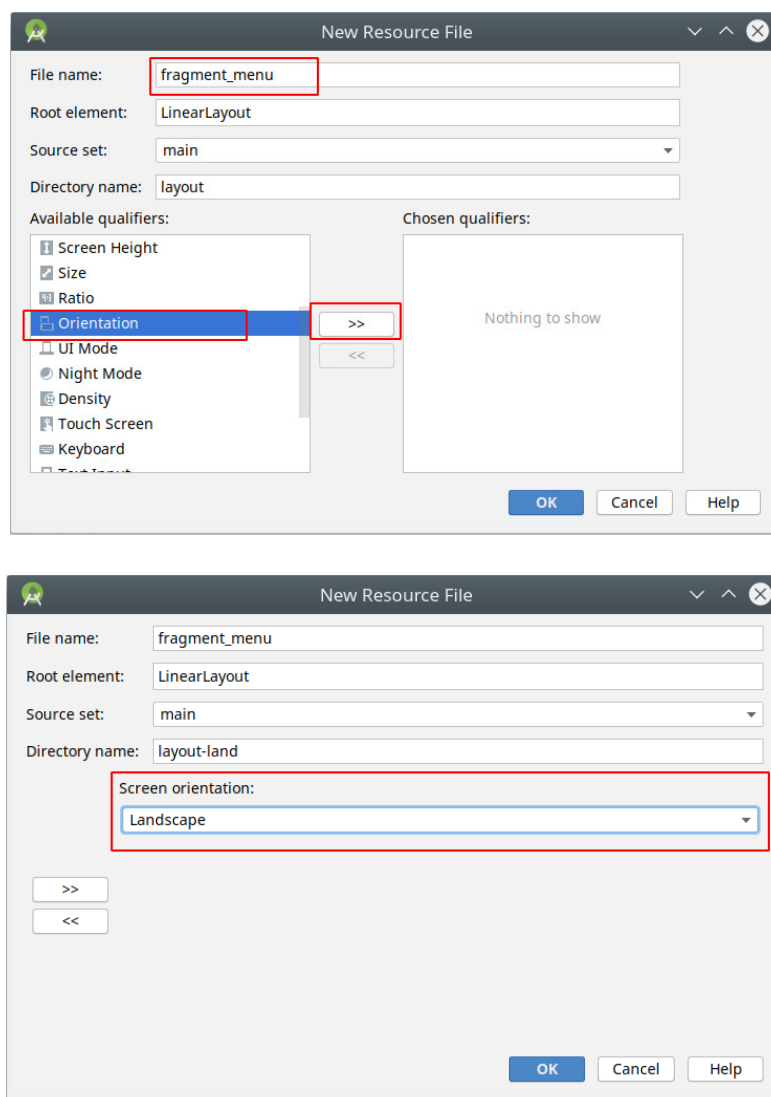 New Resource File
File name: fragment_menu
Root element: LinearLayout
Source set: main
Directory name: layout
Available qualifiers: Chosen qualifiers:
Screen Height
Size
Ratio
Orientation >> Nothing to show
UI Mode <<
Night Mode
Density
Touch Screen
Keyboard
Text Input
OK Cancel Help
New Resource File
File name: fragment_menu
Root element: LinearLayout
Source set: main
Directory name: layout-land
Screen orientation:
Landscape
>>
<<
OK Cancel Help